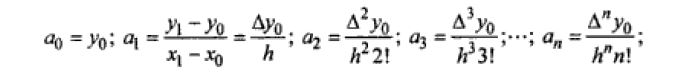 a₀ = y₀; a₁ = (y₁ − y₀)/(x₁ − x₀) = Δy₀/h; a₂ = Δ²y₀/(h²2!); a₃ = Δ³y₀/(h³3!); ⋯; aₙ = Δⁿy₀/(hⁿn!);